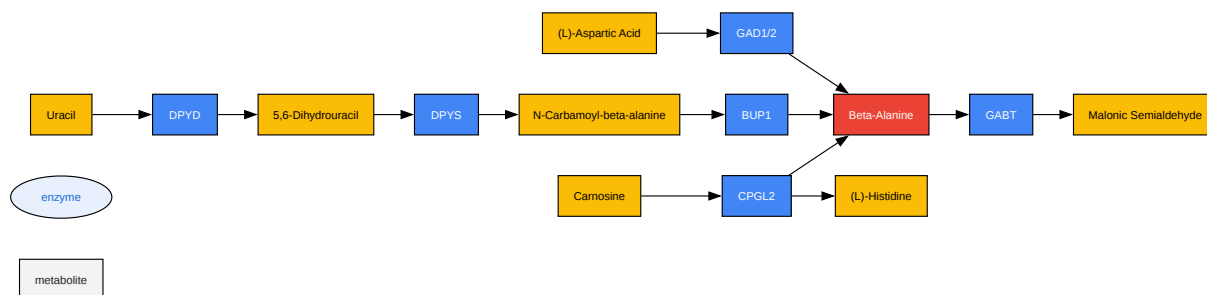 (L)-Aspartic Acid
GAD1/2
Uracil
DPYD
5,6-Dihydrouracil
DPYS
N-Carbamoyl-beta-alanine
BUP1
Beta-Alanine
GABT
Malonic Semialdehyde
enzyme
Carnosine
CPGL2
(L)-Histidine
metabolite